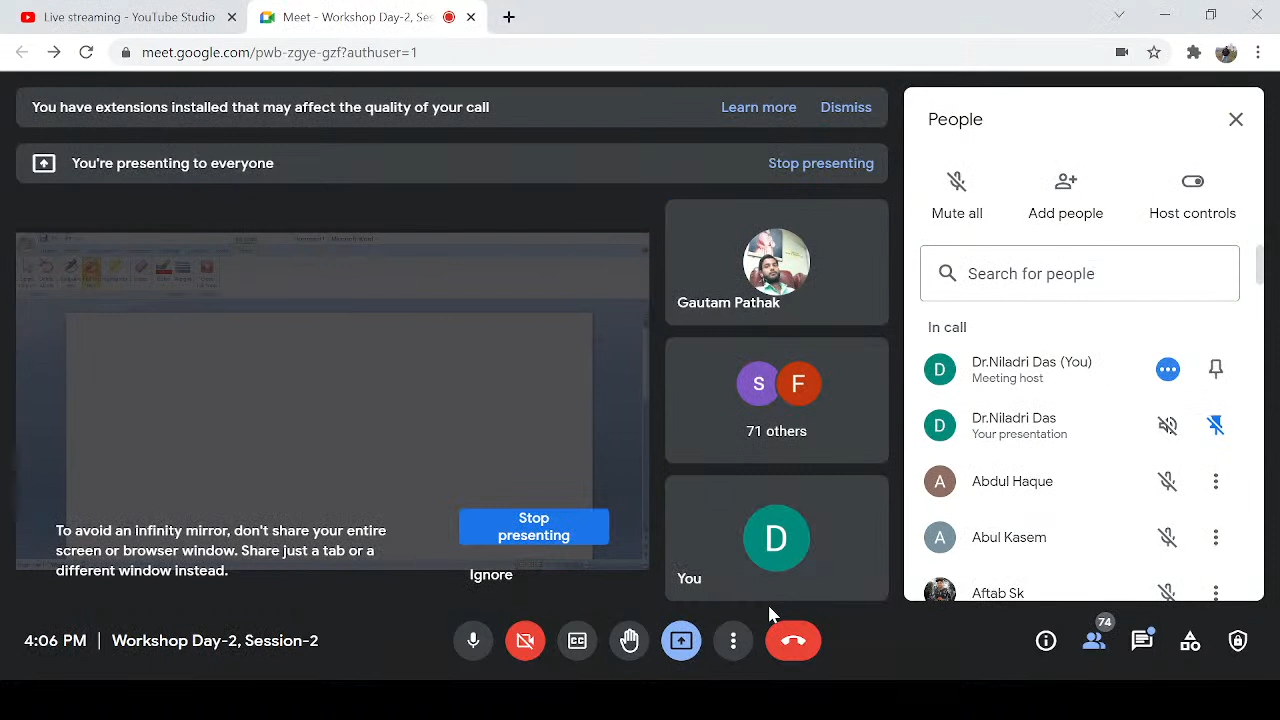 Live streaming - YouTube Studio
Meet - Workshop Day-2, Ses
meet.google.com/pwb-zgye-gzf?authuser=1
You have extensions installed that may affect the quality of your call
Learn more
Dismiss
You're presenting to everyone
Stop presenting
Gautam Pathak
S
F
71 others
D
You
To avoid an infinity mirror, don't share your entire
screen or browser window. Share just a tab or a
different window instead.
Stop
presenting
Ignore
People
Mute all
Add people
Host controls
Search for people
In call
D
Dr.Niladri Das (You)
Meeting host
D
Dr.Niladri Das
Your presentation
A
Abdul Haque
A
Abul Kasem
Aftab Sk
4:06 PM | Workshop Day-2, Session-2
CC
74